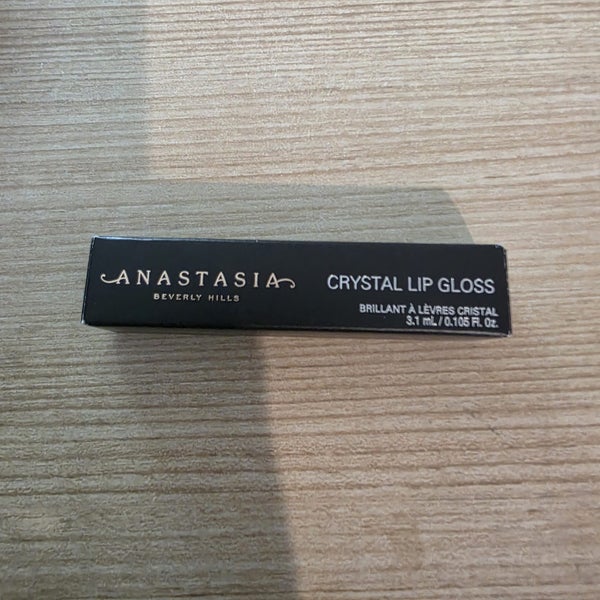 ANASTASIA
BEVERLY HILLS
CRYSTAL LIP GLOSS
BRILLANT À LÈVRES CRISTAL
3.1 mL / 0.105 Fl. Oz.